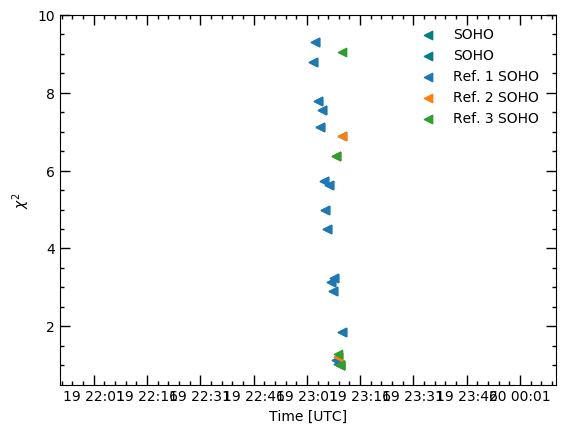 10
8
6
4
2
χ²
SOHO
SOHO
Ref. 1 SOHO
Ref. 2 SOHO
Ref. 3 SOHO
19 22:01 19 22:16 19 22:31 19 22:46 19 23:01 19 23:16 19 23:31 19 23:46 20 00:01
Time [UTC]